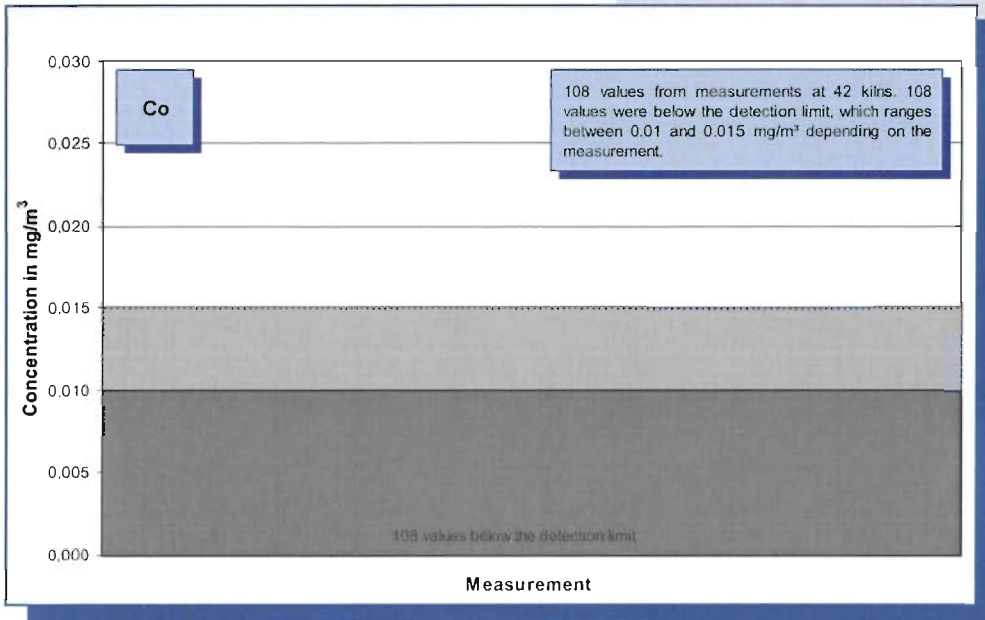 0,030
Co
108 values from measurements at 42 kilns. 108
values were below the detection limit, which ranges
between 0.01 and 0.015 mg/m³ depending on the
measurement.
0,025
0,020
0,015
0,010
0,005
0,000
Concentration in mg/m³
108 values below the detection limit
Measurement